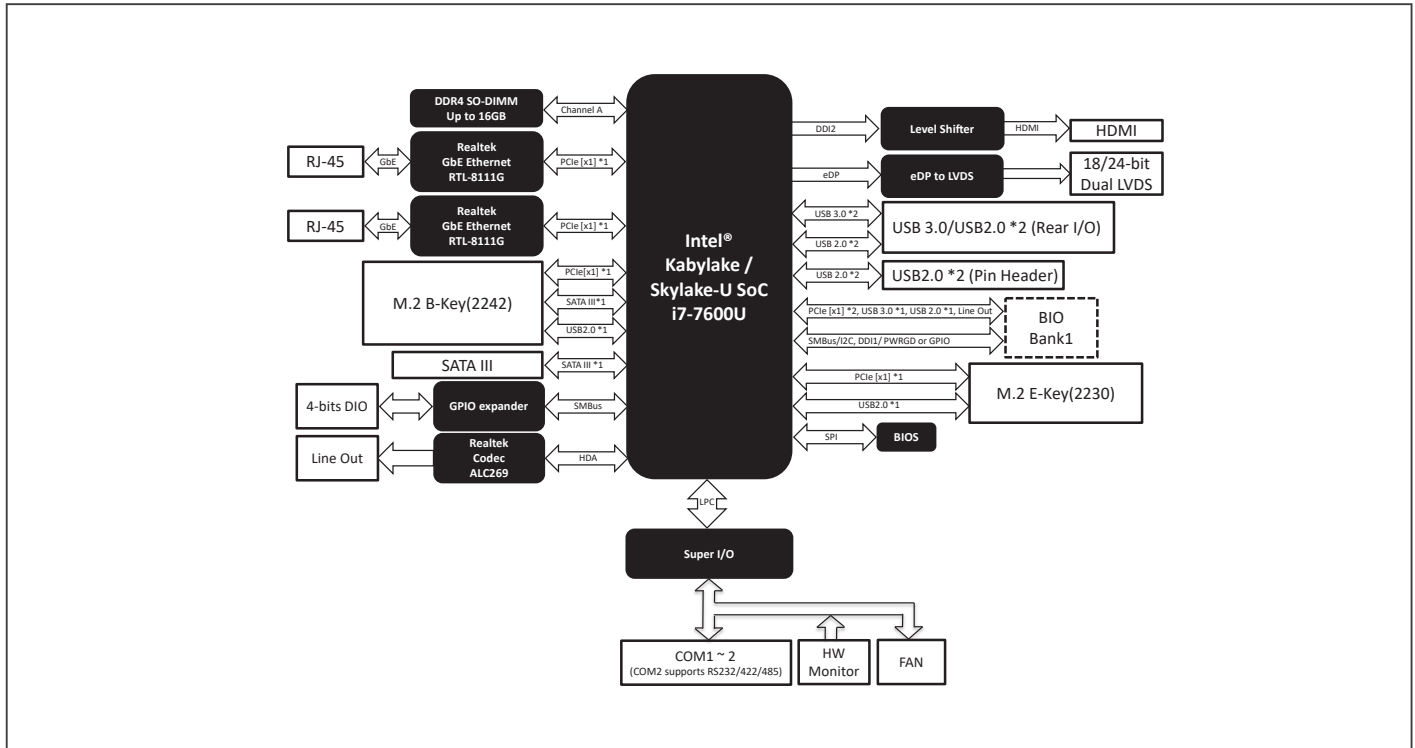 DDR4 SO-DIMM
Up to 16GB
Channel A
RJ-45
GbE
Realtek
GbE Ethernet
RTL-8111G
PCIe [x1] *1
RJ-45
GbE
Realtek
GbE Ethernet
RTL-8111G
PCIe [x1] *1
M.2 B-Key(2242)
PCIe[x1] *1
SATA III*1
USB2.0 *1
SATA III
SATA III *1
4-bits DIO
GPIO expander
SMBus
Line Out
Realtek
Codec
ALC269
HDA
Intel®
Kabylake /
Skylake-U SoC
i7-7600U
DDI2
Level Shifter
HDMI
HDMI
eDP
eDP to LVDS
18/24-bit
Dual LVDS
USB 3.0 *2
USB 2.0 *2
USB 3.0/USB2.0 *2 (Rear I/O)
USB 2.0 *2
USB2.0 *2 (Pin Header)
PCIe [x1] *2, USB 3.0 *1, USB 2.0 *1, Line Out
SMBus/I2C, DDI1/ PWRGD or GPIO
BIO
Bank1
PCIe [x1] *1
USB2.0 *1
M.2 E-Key(2230)
SPI
BIOS
LPC
Super I/O
COM1 ~ 2
(COM2 supports RS232/422/485)
HW
Monitor
FAN